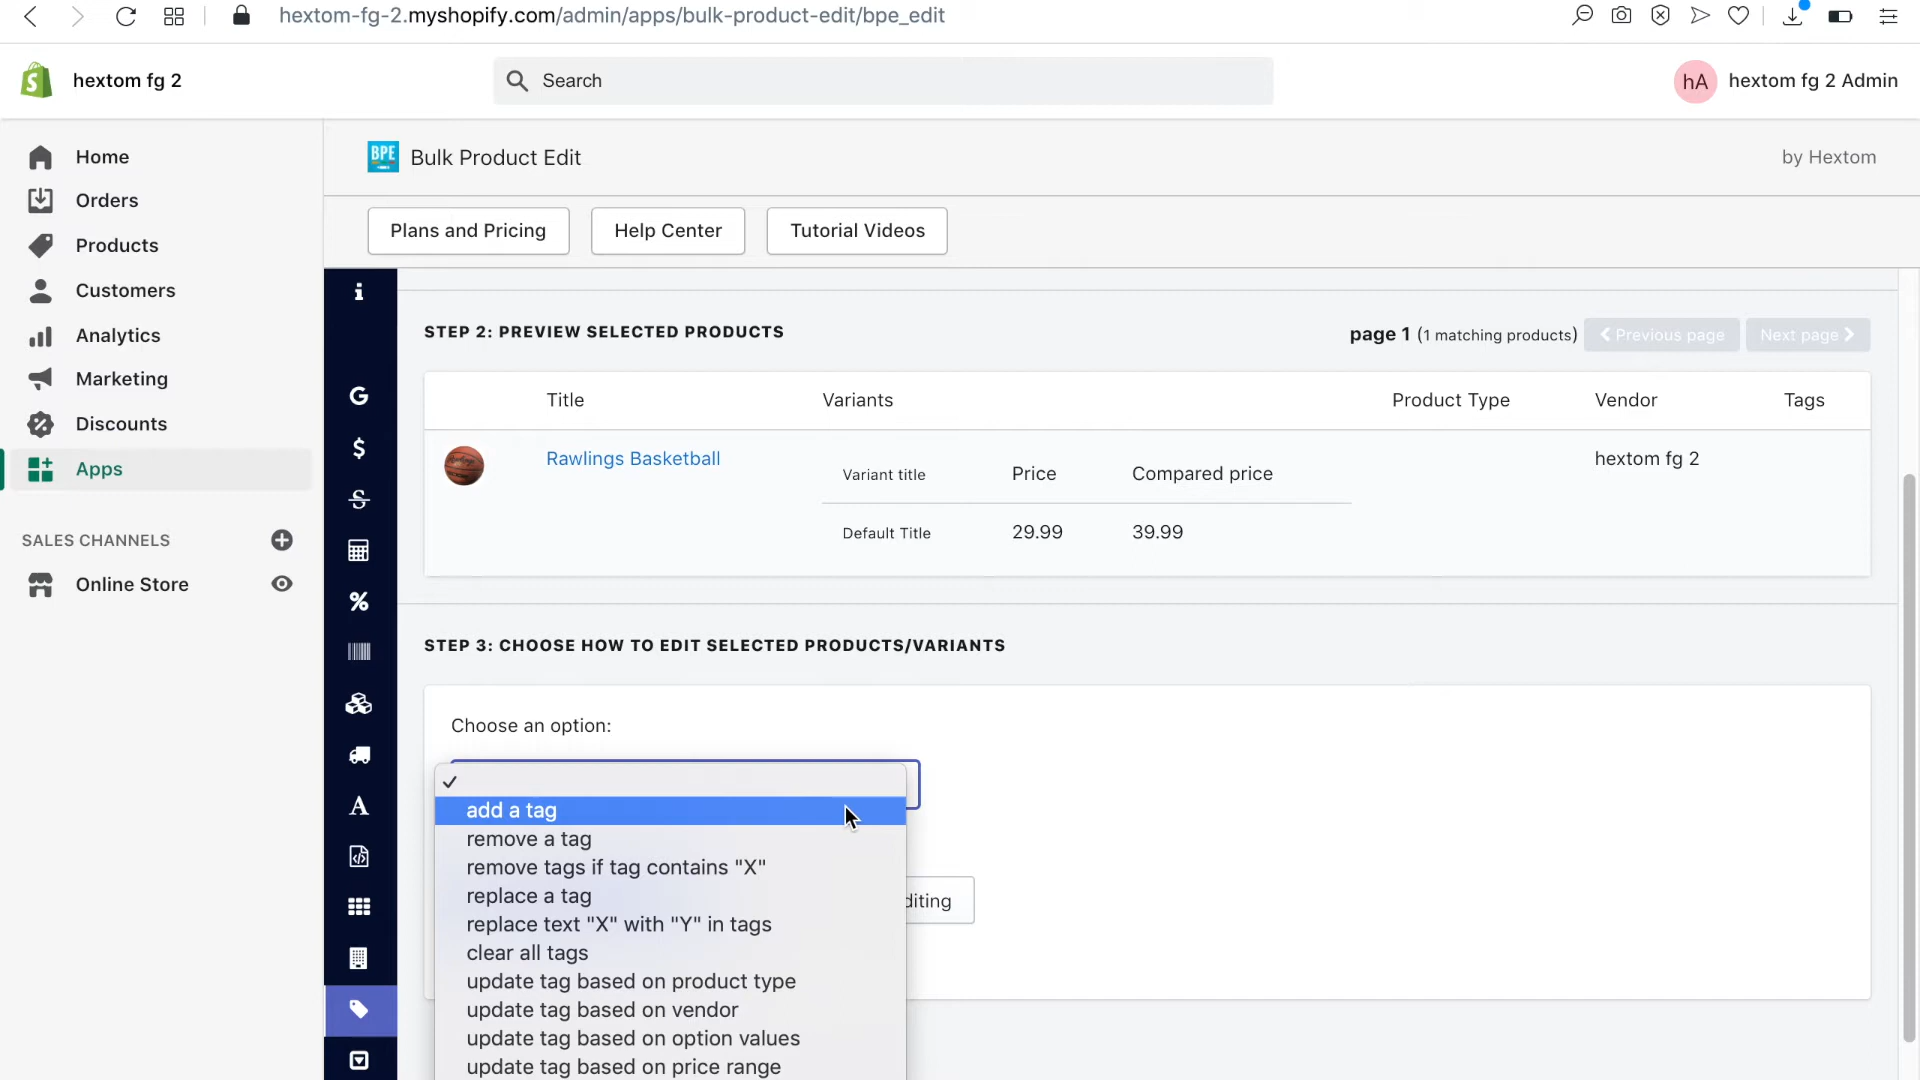 hextom-fg-2.myshopify.com/admin/apps/bulk-product-edit/bpe_edit
hextom fg 2
Search
hA
hextom fg 2 Admin
Home
Orders
Products
Customers
Analytics
Marketing
Discounts
Apps
SALES CHANNELS
Online Store
BPE
Bulk Product Edit
by Hextom
Plans and Pricing
Help Center
Tutorial Videos
STEP 2: PREVIEW SELECTED PRODUCTS
page 1 (1 matching products)
Previous page
Next page
Title
Variants
Product Type
Vendor
Tags
Rawlings Basketball
Variant title
Price
Compared price
hextom fg 2
Default Title
29.99
39.99
STEP 3: CHOOSE HOW TO EDIT SELECTED PRODUCTS/VARIANTS
Choose an option:
add a tag
remove a tag
remove tags if tag contains "X"
replace a tag
diting
replace text "X" with "Y" in tags
clear all tags
update tag based on product type
update tag based on vendor
update tag based on option values
update tag based on price range